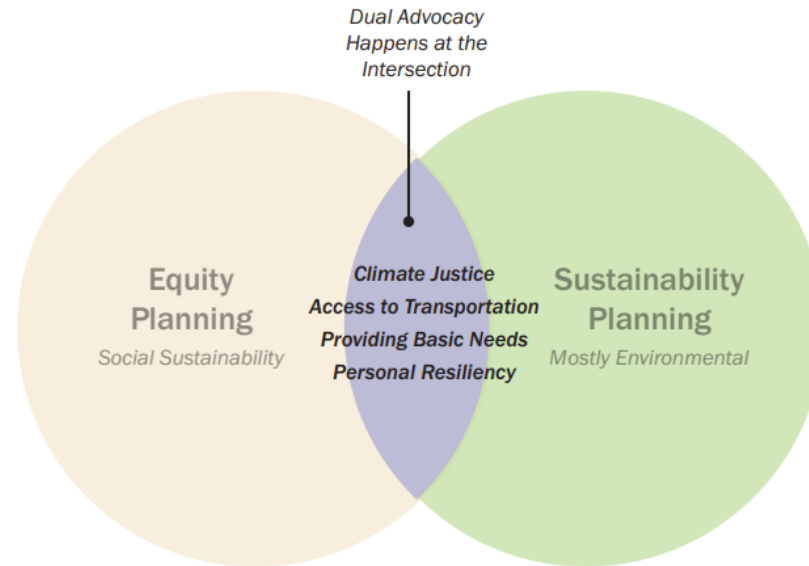 Dual Advocacy
Happens at the
Intersection
Equity
Planning
Social Sustainability
Climate Justice
Access to Transportation
Providing Basic Needs
Personal Resiliency
Sustainability
Planning
Mostly Environmental